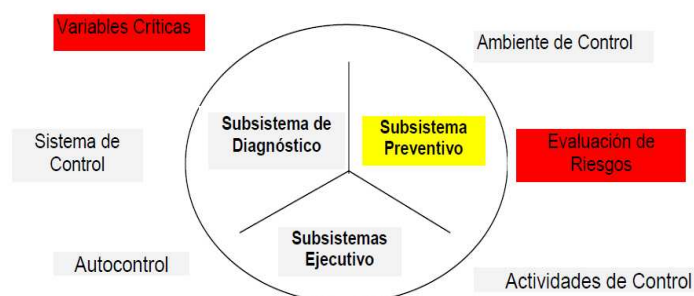 Variables Críticas
Ambiente de Control
Subsistema de
Diagnóstico
Subsistema
Preventivo
Sistema de
Control
Evaluación de
Riesgos
Subsistemas
Ejecutivo
Autocontrol
Actividades de Control